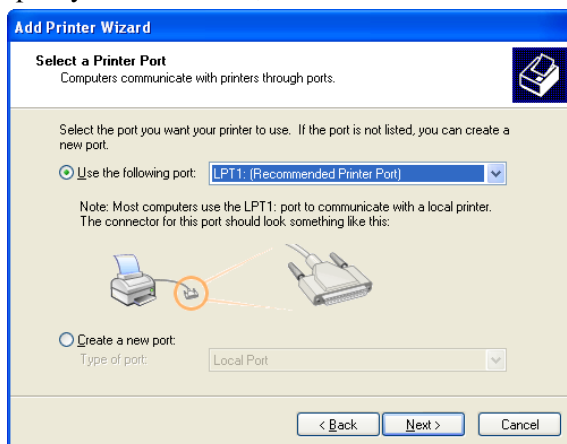 Add Printer Wizard
Select a Printer Port
Computers communicate with printers through ports.
Select the port you want your printer to use. If the port is not listed, you can create a
new port.
Use the following port: LPT1: (Recommended Printer Port)
Note: Most computers use the LPT1: port to communicate with a local printer.
The connector for this port should look something like this:
Create a new port:
Type of port: Local Port
< Back Next > Cancel